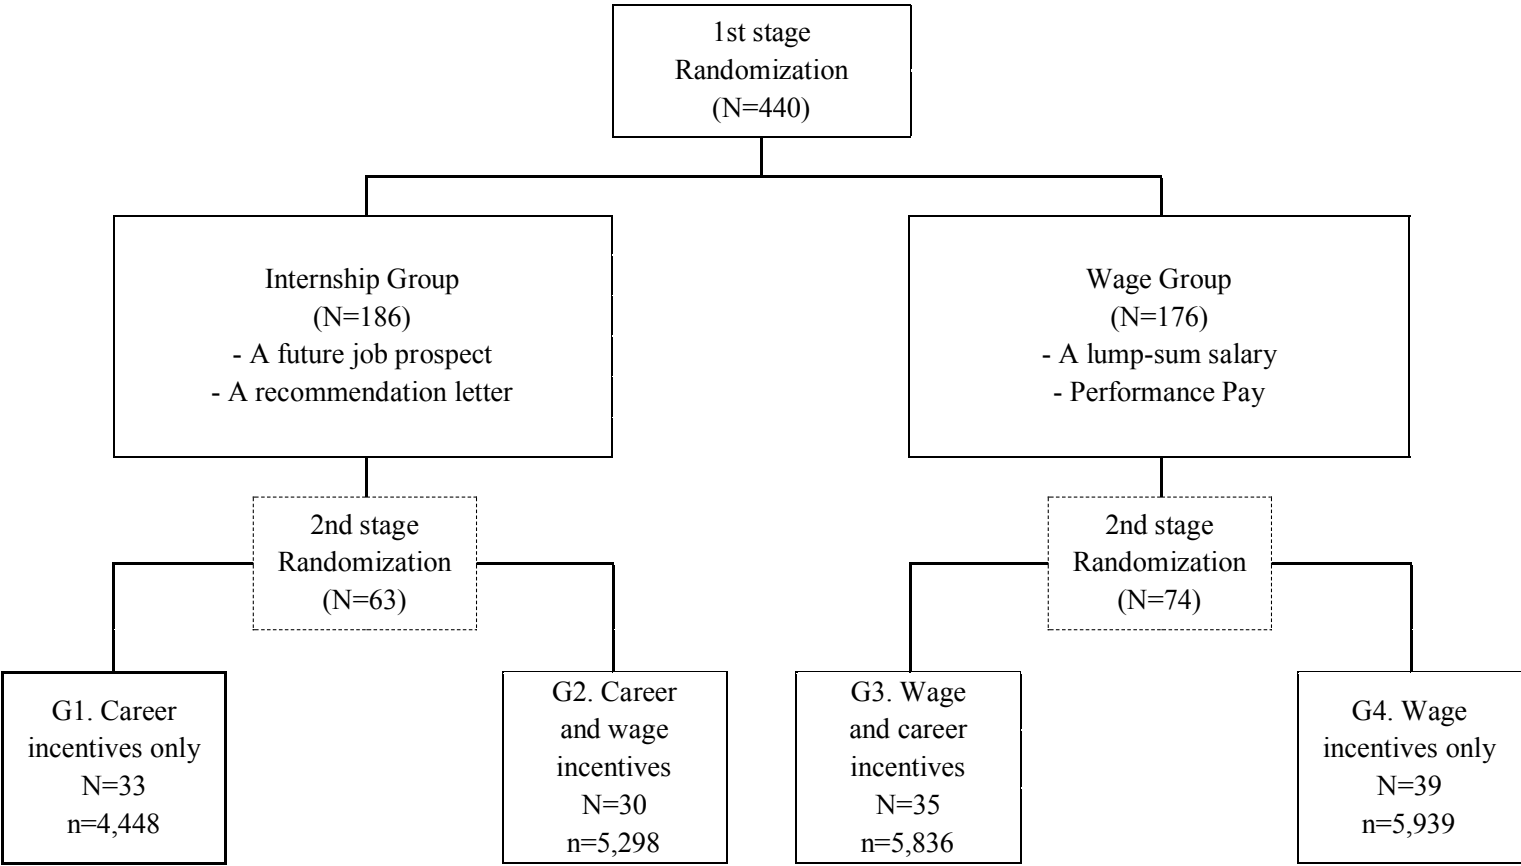 1st stage
Randomization
(N=440)
Internship Group
(N=186)
- A future job prospect
- A recommendation letter
Wage Group
(N=176)
- A lump-sum salary
- Performance Pay
2nd stage
Randomization
(N=63)
2nd stage
Randomization
(N=74)
G1. Career
incentives only
N=33
n=4,448
G2. Career
and wage
incentives
N=30
n=5,298
G3. Wage
and career
incentives
N=35
n=5,836
G4. Wage
incentives only
N=39
n=5,939